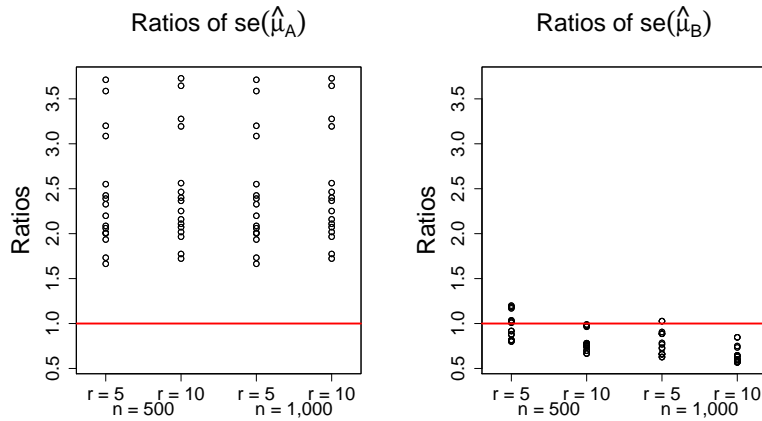 Ratios of se(μ̂_A)
Ratios
3.5
3.0
2.5
2.0
1.5
1.0
0.5
r = 5 r = 10 r = 5 r = 10
n = 500 n = 1,000
Ratios of se(μ̂_B)
Ratios
3.5
3.0
2.5
2.0
1.5
1.0
0.5
r = 5 r = 10 r = 5 r = 10
n = 500 n = 1,000